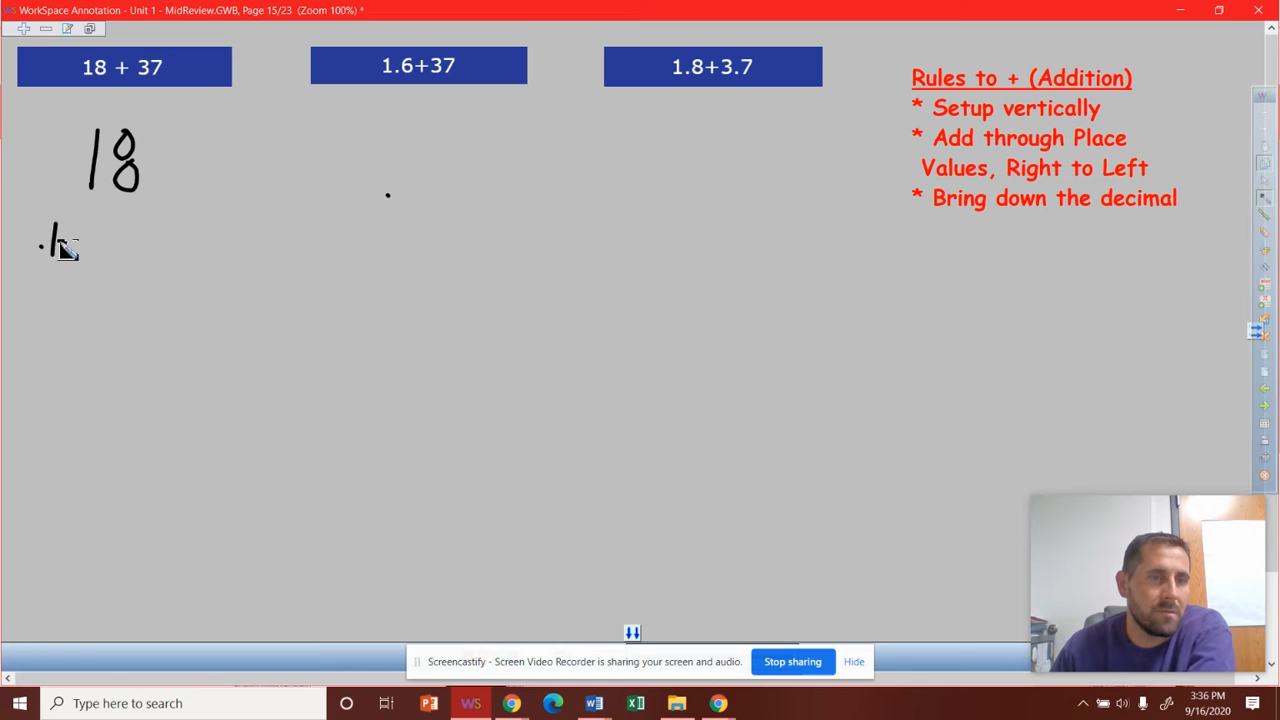 WorkSpace Annotation - Unit 1 - MidReview.GWB, Page 15/23 (Zoom 100%) *
18 + 37
1.6+37
1.8+3.7
Rules to + (Addition)
* Setup vertically
* Add through Place
Values, Right to Left
* Bring down the decimal
18
Screencastify - Screen Video Recorder is sharing your screen and audio.
Stop sharing
Hide
Type here to search
3:36 PM
9/16/2020